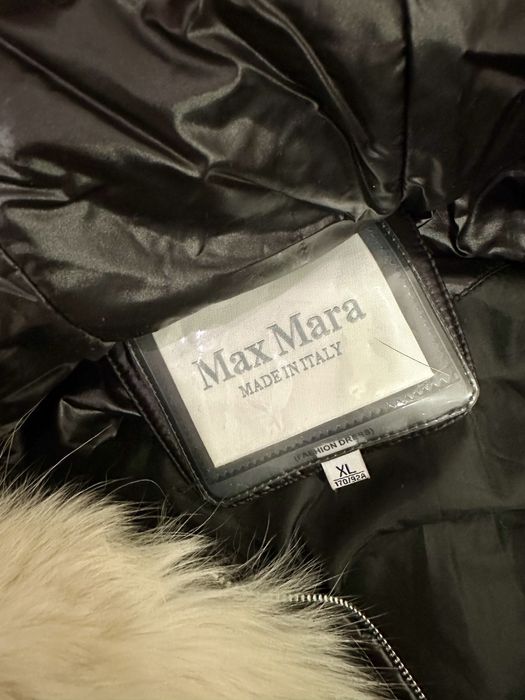 Max Mara
MADE IN ITALY
(FASHION DRESS)
XL
170/92A